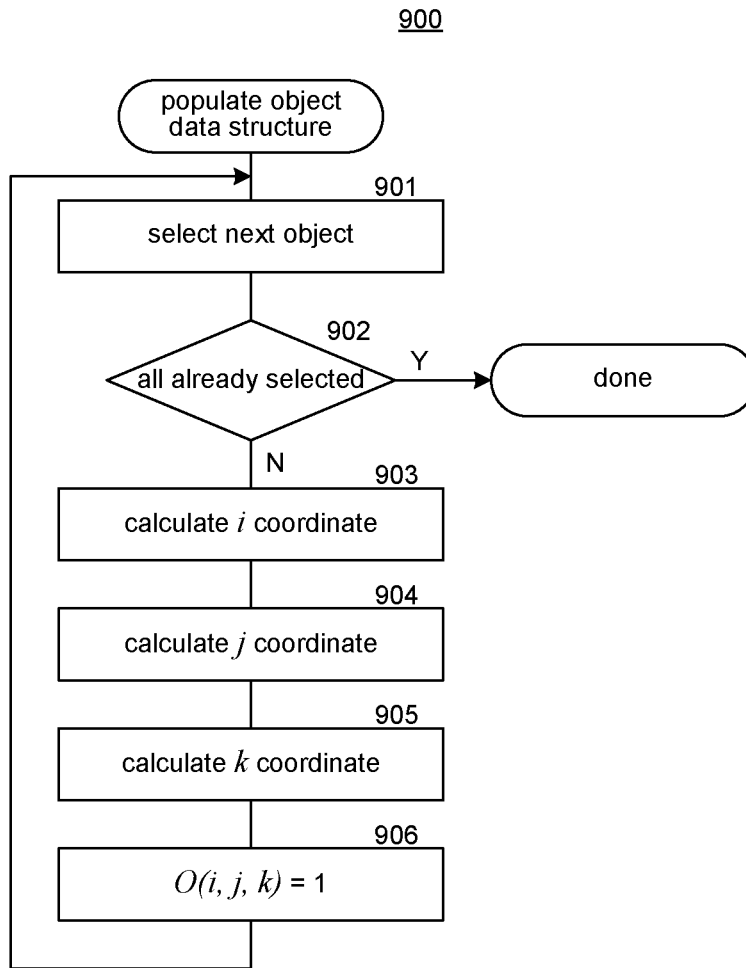 900
populate object
data structure
901
select next object
902
all already selected
Y
done
N
903
calculate i coordinate
904
calculate j coordinate
905
calculate k coordinate
906
O(i, j, k) = 1